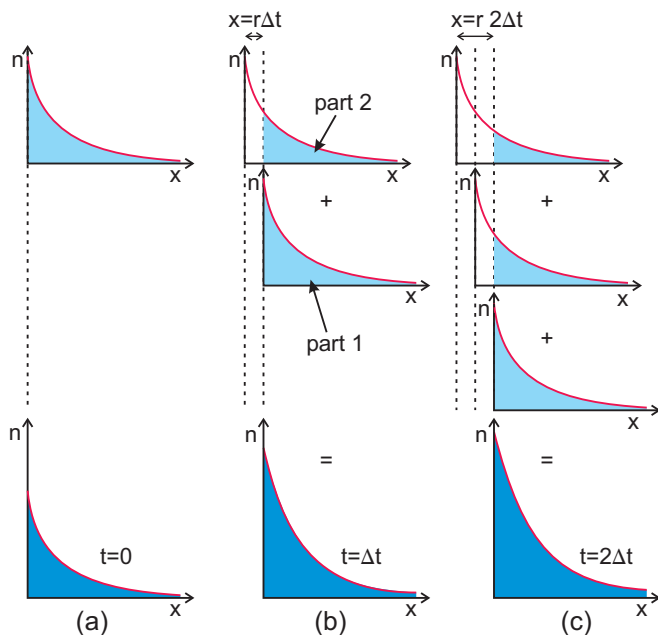 x=rΔt
x=r 2Δt
n
x
n
part 2
x
n
x
n
+
part 1
x
n
+
x
n
+
x
n
t=0
x
n
=
t=Δt
x
n
=
t=2Δt
x
(a)
(b)
(c)